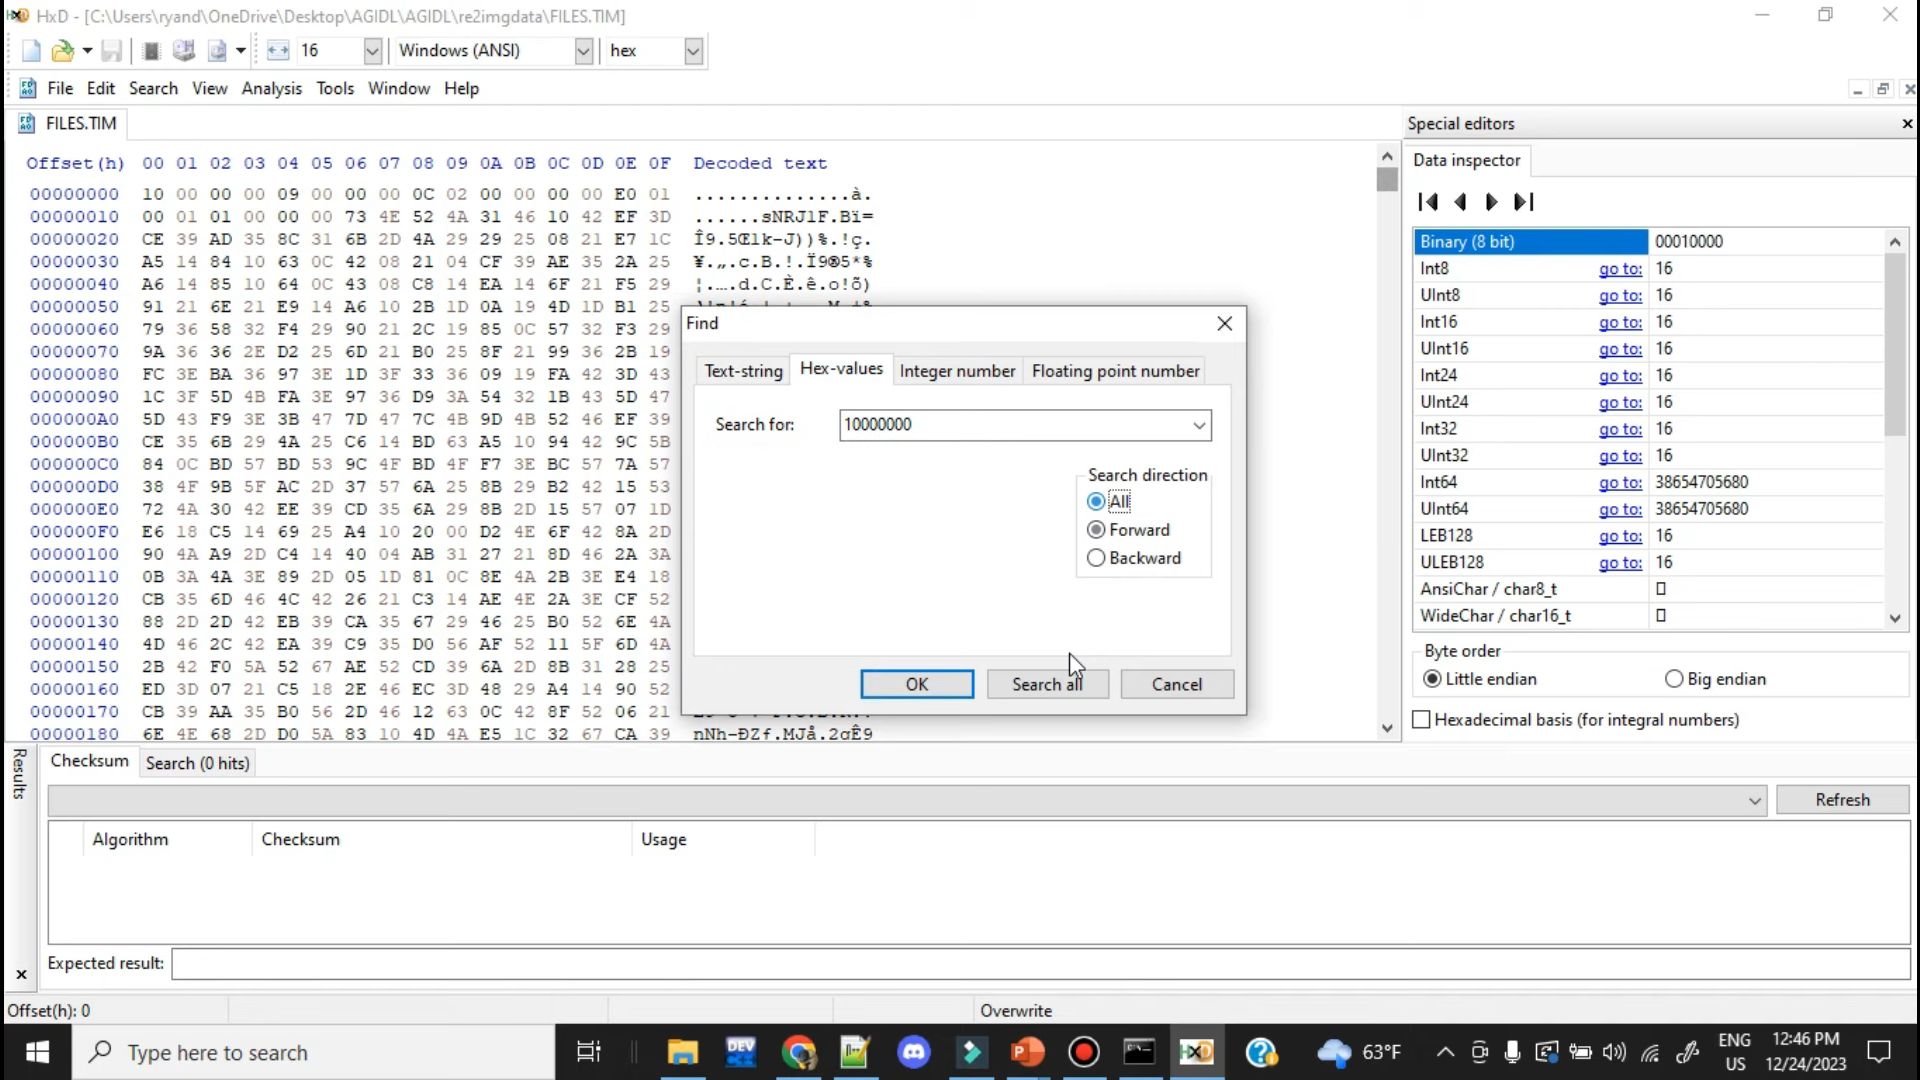 HxD - [C:\Users\ryand\OneDrive\Desktop\AGIDL\AGIDL\re2imgdata\FILES.TIM]
16 Windows (ANSI) hex
File Edit Search View Analysis Tools Window Help
FILES.TIM
Offset(h) 00 01 02 03 04 05 06 07 08 09 0A 0B 0C 0D 0E 0F Decoded text
00000000 10 00 00 00 09 00 00 00 0C 02 00 00 00 00 E0 01 ..............à.
00000010 00 01 01 00 00 00 73 4E 52 4A 31 46 10 42 EF 3D ......sNRJ1F.Bï=
00000020 CE 39 AD 35 8C 31 6B 2D 4A 29 29 25 08 21 E7 1C Î9.5Œ1k-J))%.!ç.
00000030 A5 14 84 10 63 0C 42 08 21 04 CF 39 AE 35 2A 25 ¥.„.c.B.!.Ï9®5*%
00000040 A6 14 85 10 64 0C 43 08 C8 14 EA 14 6F 21 F5 29 ¦.….d.C.È.ê.o!õ)
00000050 91 21 6E 21 E9 14 A6 10 2B 1D 0A 19 4D 1D B1 25
00000060 79 36 58 32 F4 29 90 21 2C 19 85 0C 57 32 F3 29
00000070 9A 36 36 2E D2 25 6D 21 B0 25 8F 21 99 36 2B 19
00000080 FC 3E BA 36 97 3E 1D 3F 33 36 09 19 FA 42 3D 43
00000090 1C 3F 5D 4B FA 3E 97 36 D9 3A 54 32 1B 43 5D 47
000000A0 5D 43 F9 3E 3B 47 7D 47 7C 4B 9D 4B 52 46 EF 39
000000B0 CE 35 6B 29 4A 25 C6 14 BD 63 A5 10 94 42 9C 5B
000000C0 84 0C BD 57 BD 53 9C 4F BD 4F F7 3E BC 57 7A 57
000000D0 38 4F 9B 5F AC 2D 37 57 6A 25 8B 29 B2 42 15 53
000000E0 72 4A 30 42 EE 39 CD 35 6A 29 8B 2D 15 57 07 1D
000000F0 E6 18 C5 14 69 25 A4 10 20 00 D2 4E 6F 42 8A 2D
00000100 90 4A A9 2D C4 14 40 04 AB 31 27 21 8D 46 2A 3A
00000110 0B 3A 4A 3E 89 2D 05 1D 81 0C 8E 4A 2B 3E E4 18
00000120 CB 35 6D 46 4C 42 26 21 C3 14 AE 4E 2A 3E CF 52
00000130 88 2D 2D 42 EB 39 CA 35 67 29 46 25 B0 52 6E 4A
00000140 4D 46 2C 42 EA 39 C9 35 D0 56 AF 52 11 5F 6D 4A
00000150 2B 42 F0 5A 52 67 AE 52 CD 39 6A 2D 8B 31 28 25
00000160 ED 3D 07 21 C5 18 2E 46 EC 3D 48 29 A4 14 90 52
00000170 CB 39 AA 35 B0 56 2D 46 12 63 0C 42 8F 52 06 21
00000180 6E 4E 68 2D D0 5A 83 10 4D 4A E5 1C 32 67 CA 39 nNh-ÐZƒ.MJå.2gÊ9
Find
Text-string Hex-values Integer number Floating point number
Search for: 10000000
Search direction
All
Forward
Backward
OK Search all Cancel
Special editors
Data inspector
Binary (8 bit) 00010000
Int8 go to: 16
UInt8 go to: 16
Int16 go to: 16
UInt16 go to: 16
Int24 go to: 16
UInt24 go to: 16
Int32 go to: 16
UInt32 go to: 16
Int64 go to: 38654705680
UInt64 go to: 38654705680
LEB128 go to: 16
ULEB128 go to: 16
AnsiChar / char8_t
WideChar / char16_t
Byte order
Little endian Big endian
Hexadecimal basis (for integral numbers)
Results
Checksum Search (0 hits)
Refresh
Algorithm Checksum Usage
Expected result:
Offset(h): 0 Overwrite
Type here to search
DEV C++
63°F
ENG
US
12:46 PM
12/24/2023